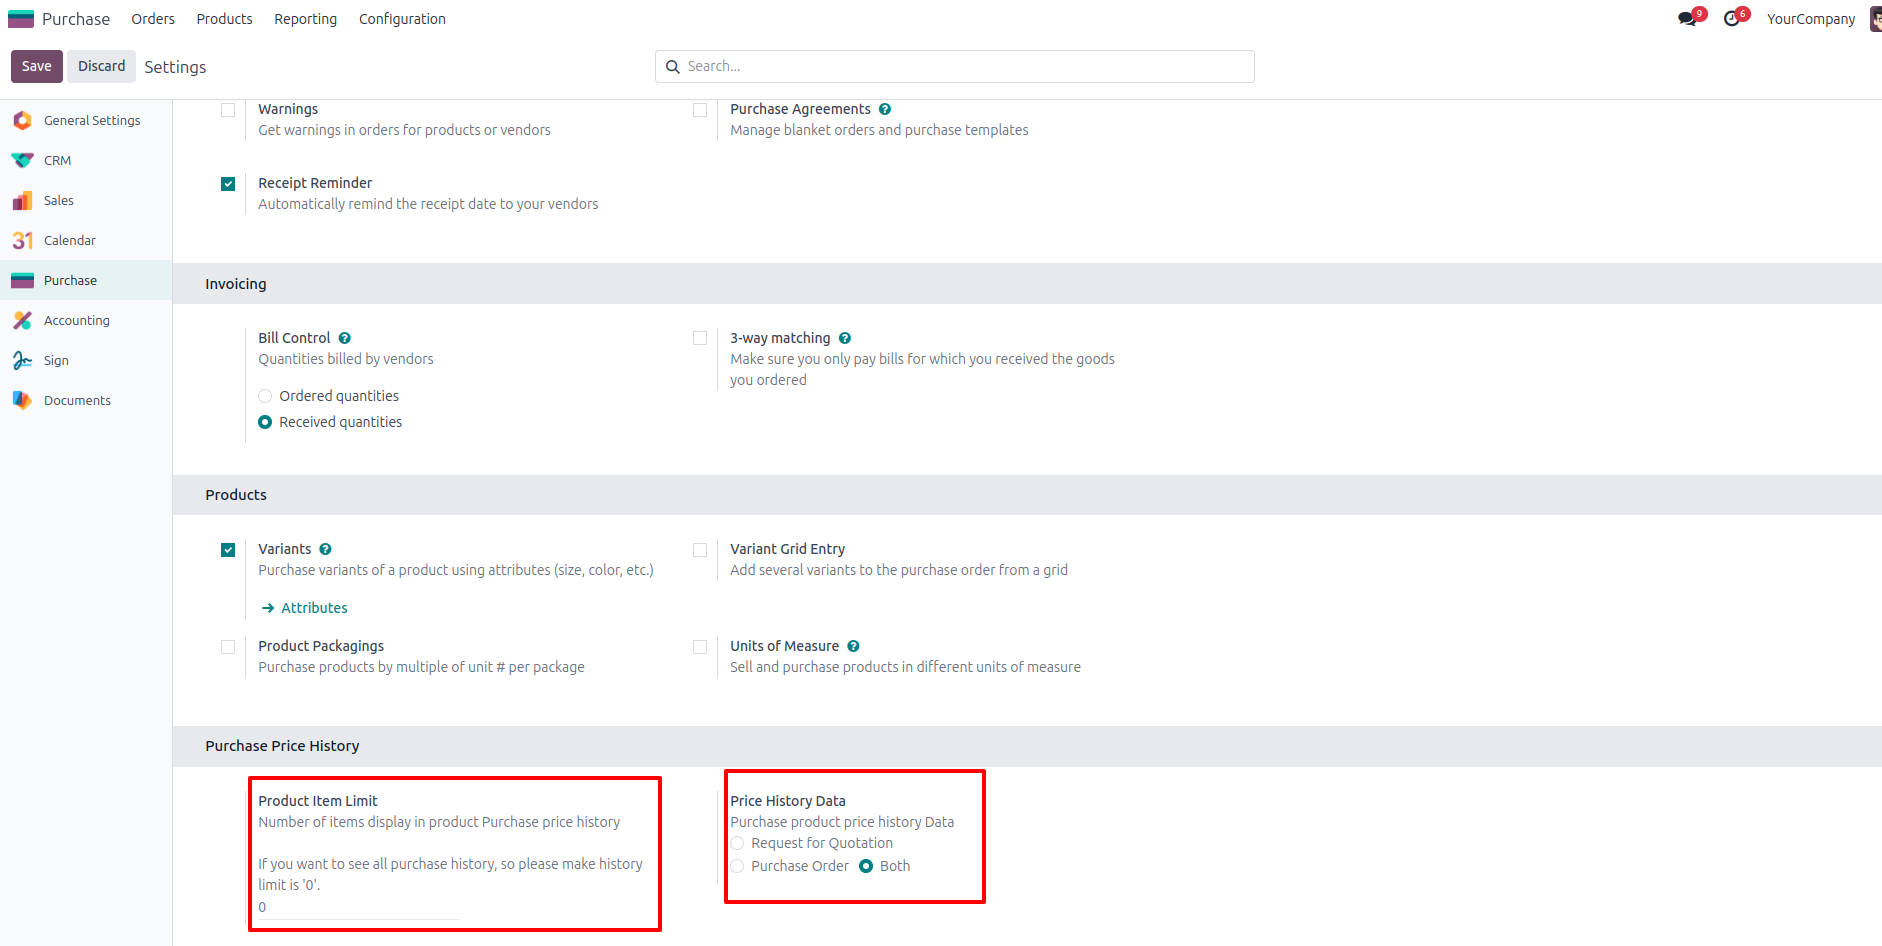 Purchase Orders Products Reporting Configuration 9 6 YourCompany
Save Discard Settings Search...
General Settings
CRM
Sales
31 Calendar
Purchase
Accounting
Sign
Documents
Warnings
Get warnings in orders for products or vendors
Purchase Agreements ?
Manage blanket orders and purchase templates
Receipt Reminder
Automatically remind the receipt date to your vendors
Invoicing
Bill Control ?
Quantities billed by vendors
Ordered quantities
Received quantities
3-way matching ?
Make sure you only pay bills for which you received the goods
you ordered
Products
Variants ?
Purchase variants of a product using attributes (size, color, etc.)
Attributes
Variant Grid Entry
Add several variants to the purchase order from a grid
Product Packagings
Purchase products by multiple of unit # per package
Units of Measure ?
Sell and purchase products in different units of measure
Purchase Price History
Product Item Limit
Number of items display in product Purchase price history
If you want to see all purchase history, so please make history
limit is '0'.
0
Price History Data
Purchase product price history Data
Request for Quotation
Purchase Order Both